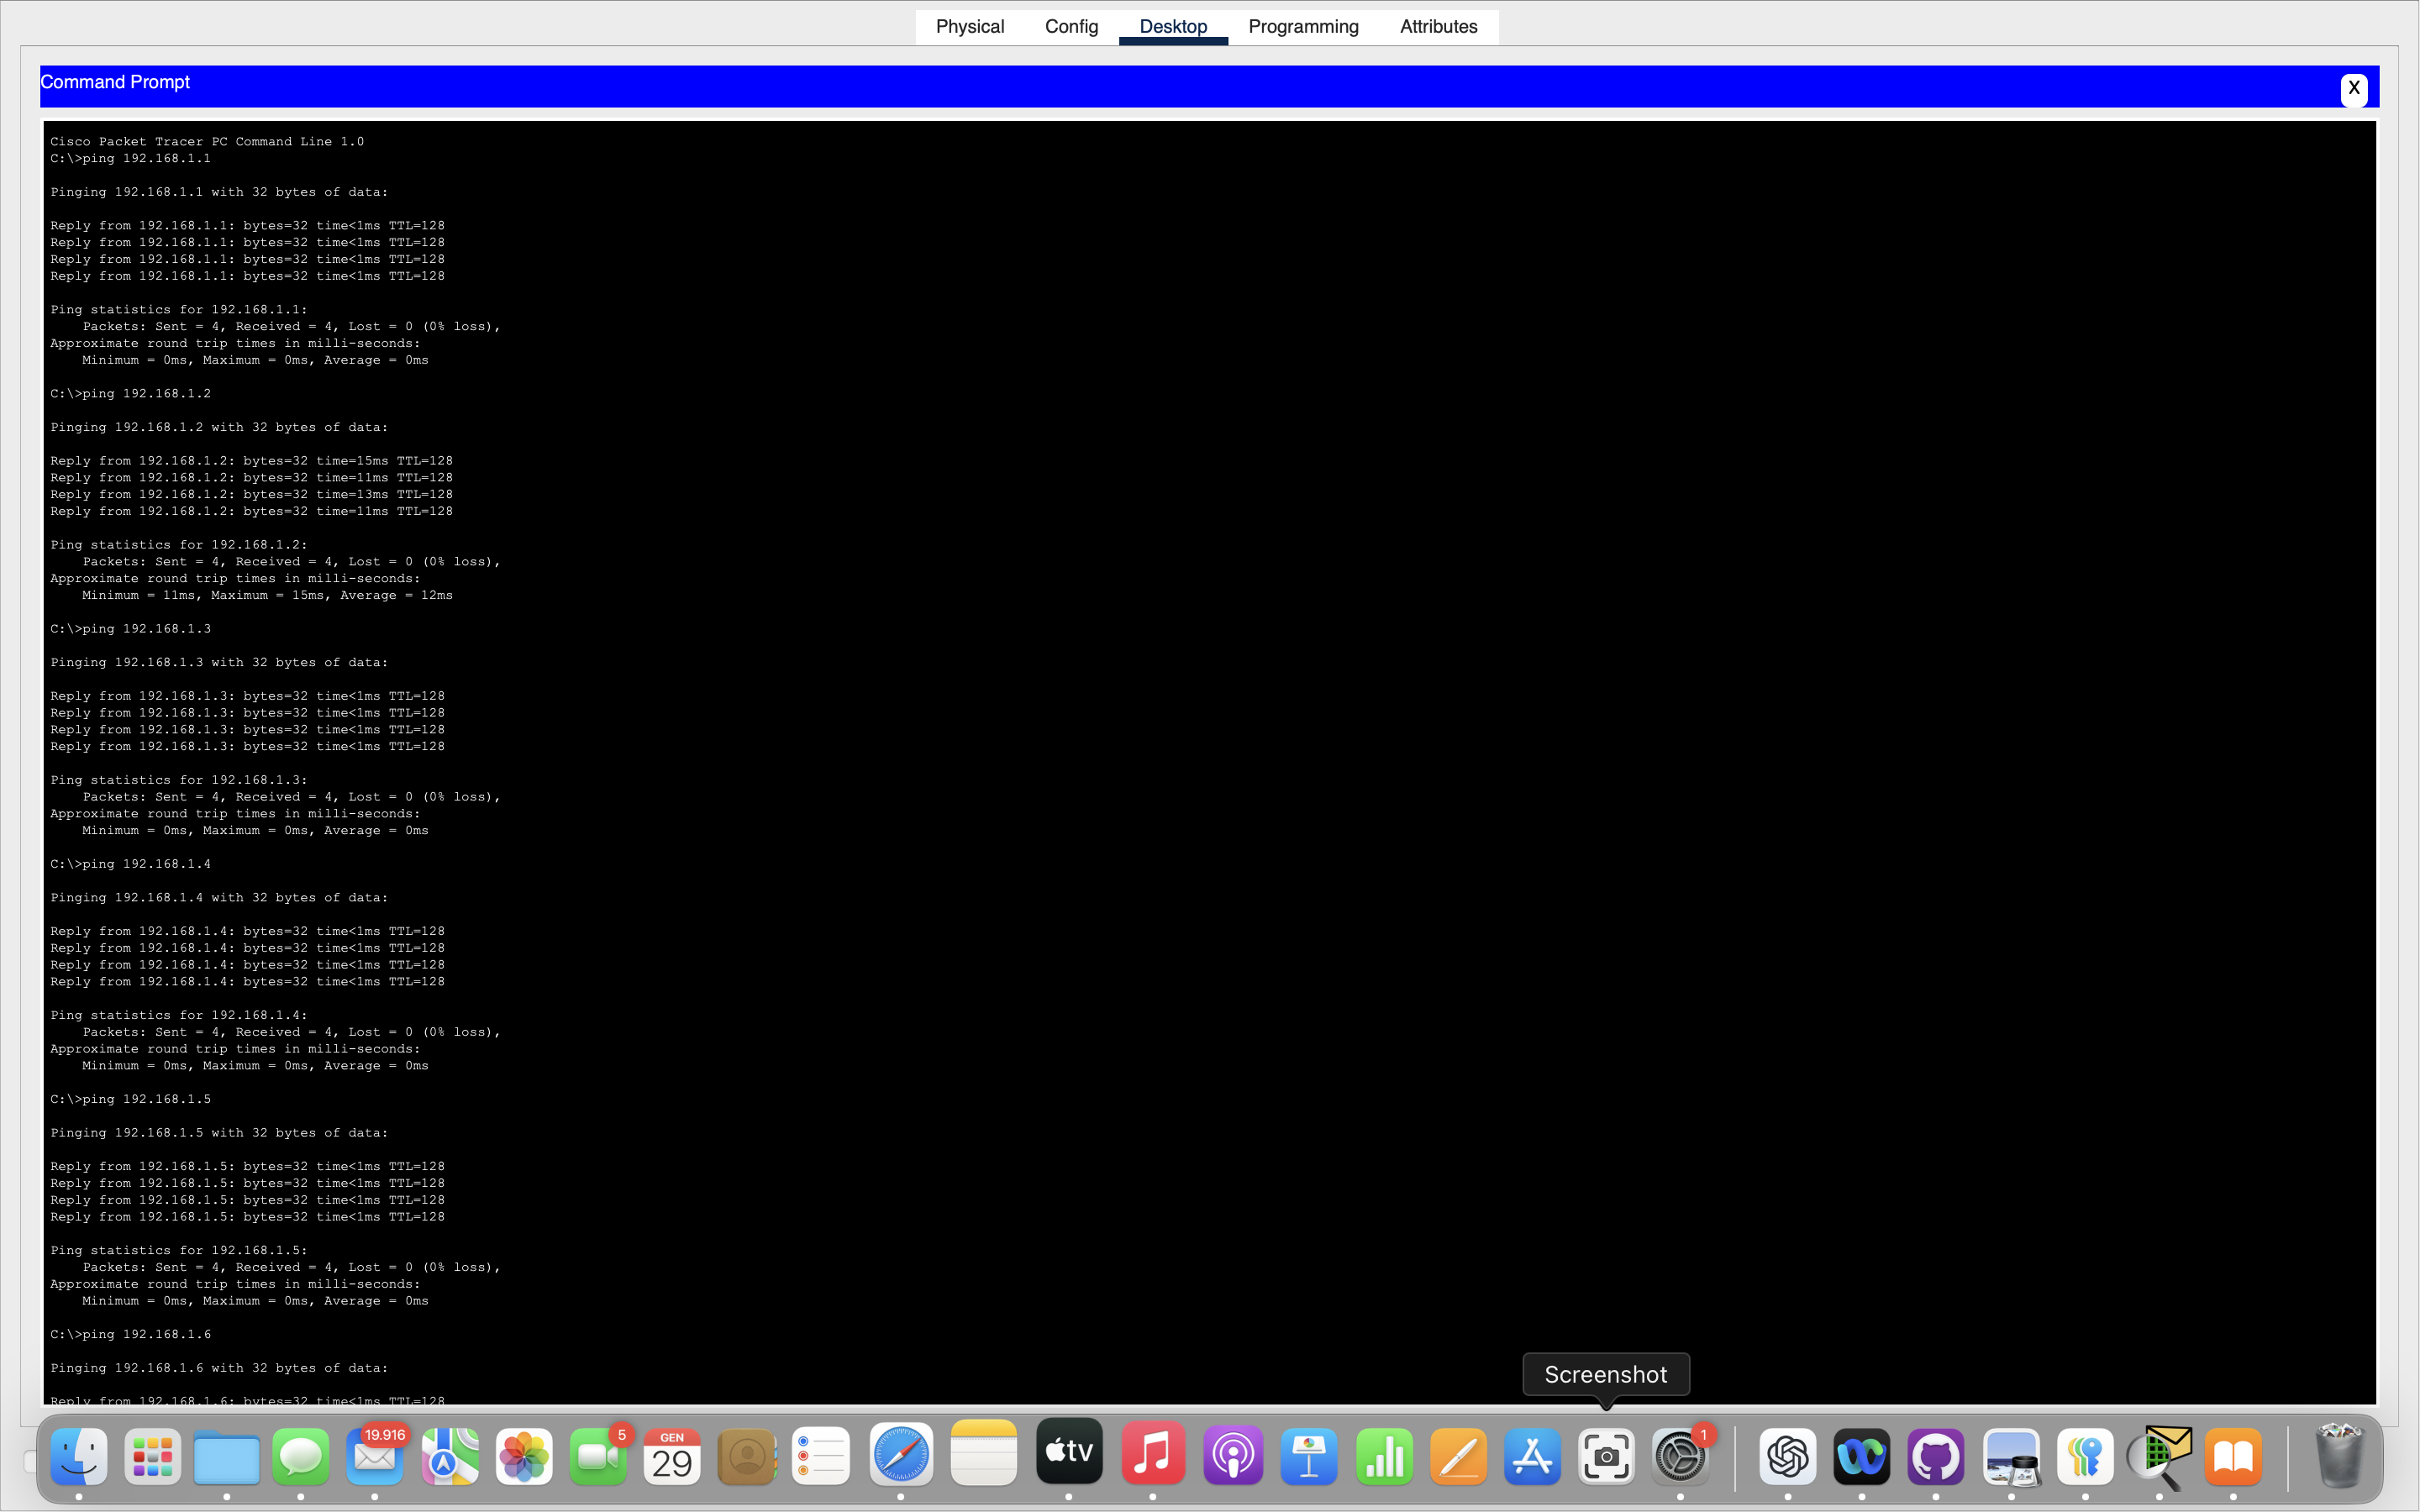 Physical Config Desktop Programming Attributes
Command Prompt
X
Cisco Packet Tracer PC Command Line 1.0
C:\>ping 192.168.1.1
Pinging 192.168.1.1 with 32 bytes of data:
Reply from 192.168.1.1: bytes=32 time<1ms TTL=128
Reply from 192.168.1.1: bytes=32 time<1ms TTL=128
Reply from 192.168.1.1: bytes=32 time<1ms TTL=128
Reply from 192.168.1.1: bytes=32 time<1ms TTL=128
Ping statistics for 192.168.1.1:
Packets: Sent = 4, Received = 4, Lost = 0 (0% loss),
Approximate round trip times in milli-seconds:
Minimum = 0ms, Maximum = 0ms, Average = 0ms
C:\>ping 192.168.1.2
Pinging 192.168.1.2 with 32 bytes of data:
Reply from 192.168.1.2: bytes=32 time=15ms TTL=128
Reply from 192.168.1.2: bytes=32 time=11ms TTL=128
Reply from 192.168.1.2: bytes=32 time=13ms TTL=128
Reply from 192.168.1.2: bytes=32 time=11ms TTL=128
Ping statistics for 192.168.1.2:
Packets: Sent = 4, Received = 4, Lost = 0 (0% loss),
Approximate round trip times in milli-seconds:
Minimum = 11ms, Maximum = 15ms, Average = 12ms
C:\>ping 192.168.1.3
Pinging 192.168.1.3 with 32 bytes of data:
Reply from 192.168.1.3: bytes=32 time<1ms TTL=128
Reply from 192.168.1.3: bytes=32 time<1ms TTL=128
Reply from 192.168.1.3: bytes=32 time<1ms TTL=128
Reply from 192.168.1.3: bytes=32 time<1ms TTL=128
Ping statistics for 192.168.1.3:
Packets: Sent = 4, Received = 4, Lost = 0 (0% loss),
Approximate round trip times in milli-seconds:
Minimum = 0ms, Maximum = 0ms, Average = 0ms
C:\>ping 192.168.1.4
Pinging 192.168.1.4 with 32 bytes of data:
Reply from 192.168.1.4: bytes=32 time<1ms TTL=128
Reply from 192.168.1.4: bytes=32 time<1ms TTL=128
Reply from 192.168.1.4: bytes=32 time<1ms TTL=128
Reply from 192.168.1.4: bytes=32 time<1ms TTL=128
Ping statistics for 192.168.1.4:
Packets: Sent = 4, Received = 4, Lost = 0 (0% loss),
Approximate round trip times in milli-seconds:
Minimum = 0ms, Maximum = 0ms, Average = 0ms
C:\>ping 192.168.1.5
Pinging 192.168.1.5 with 32 bytes of data:
Reply from 192.168.1.5: bytes=32 time<1ms TTL=128
Reply from 192.168.1.5: bytes=32 time<1ms TTL=128
Reply from 192.168.1.5: bytes=32 time<1ms TTL=128
Reply from 192.168.1.5: bytes=32 time<1ms TTL=128
Ping statistics for 192.168.1.5:
Packets: Sent = 4, Received = 4, Lost = 0 (0% loss),
Approximate round trip times in milli-seconds:
Minimum = 0ms, Maximum = 0ms, Average = 0ms
C:\>ping 192.168.1.6
Pinging 192.168.1.6 with 32 bytes of data:
Reply from 192.168.1.6: bytes=32 time<1ms TTL=128
Screenshot
19.916
5
GEN
29
tv
1